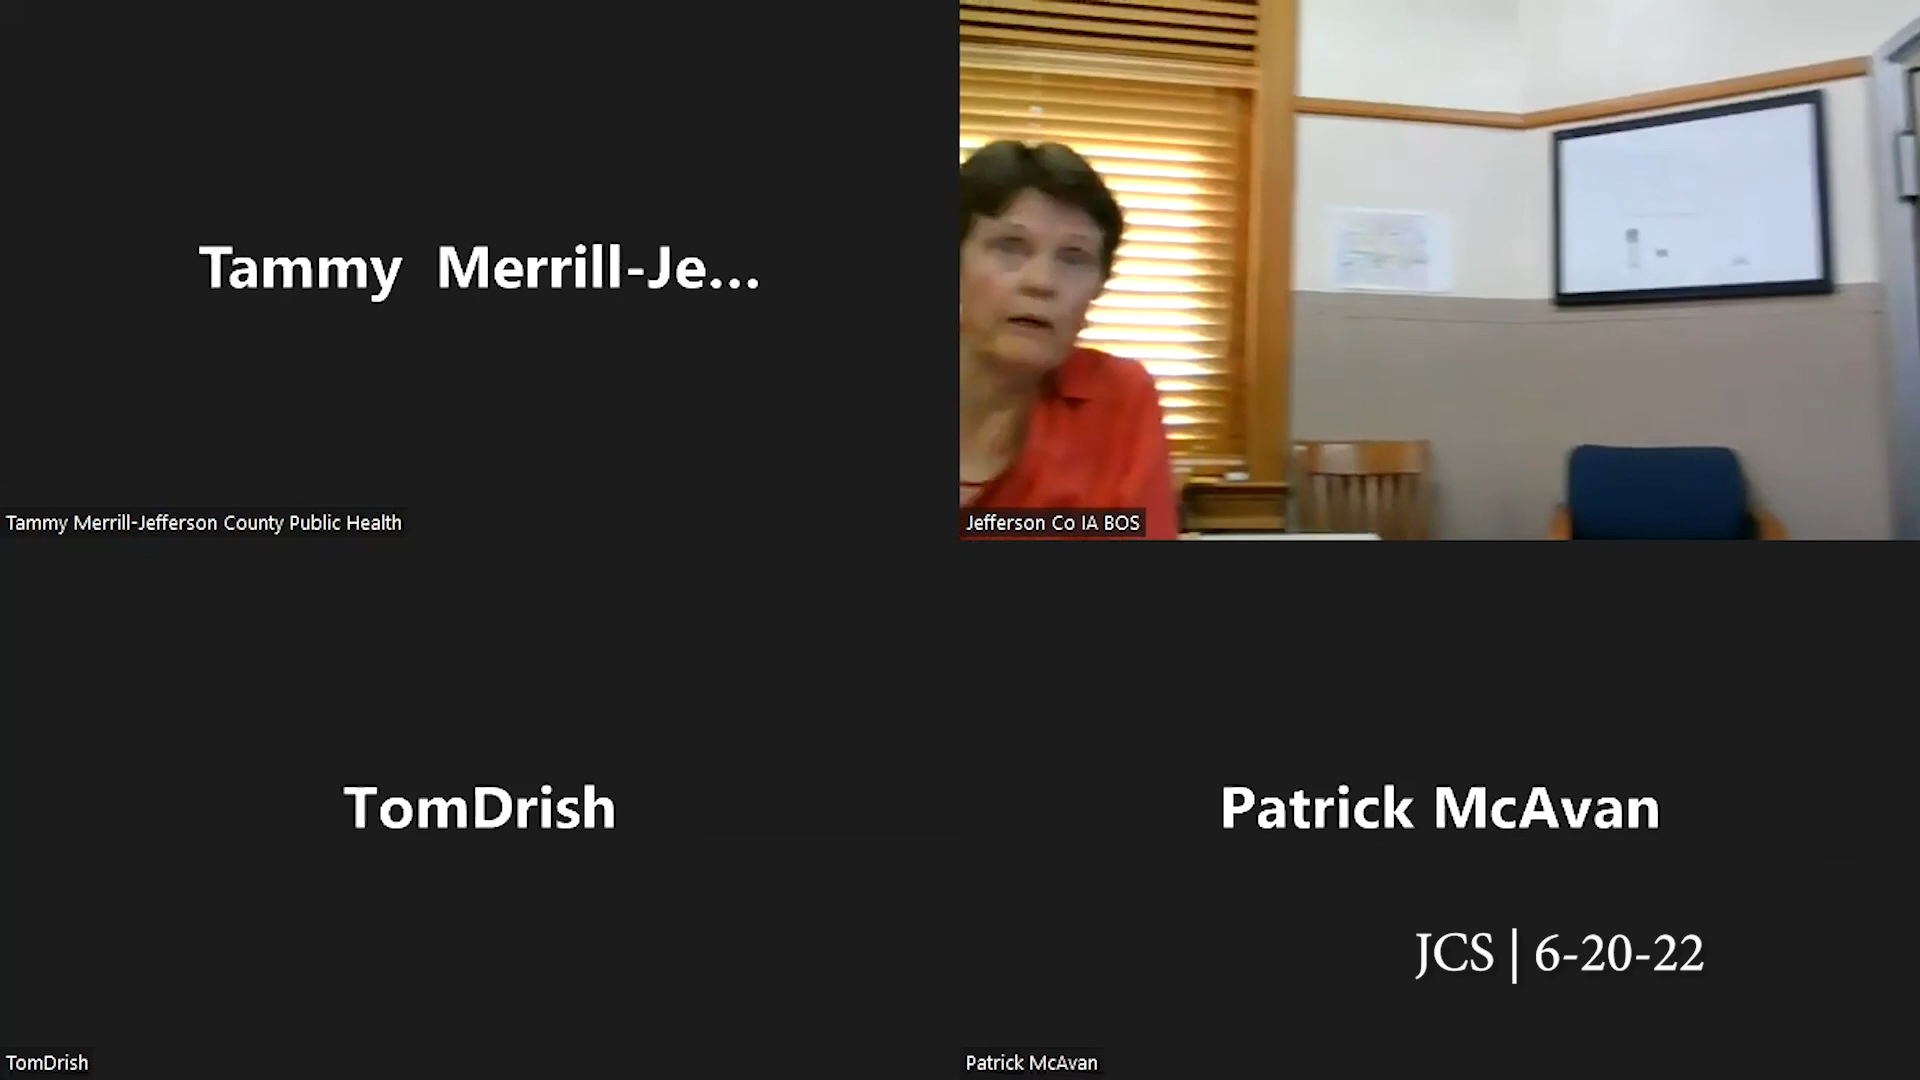 Tammy Merrill-Je...
Tammy Merrill-Jefferson County Public Health
Jefferson Co IA BOS
TomDrish
TomDrish
Patrick McAvan
JCS | 6-20-22
Patrick McAvan